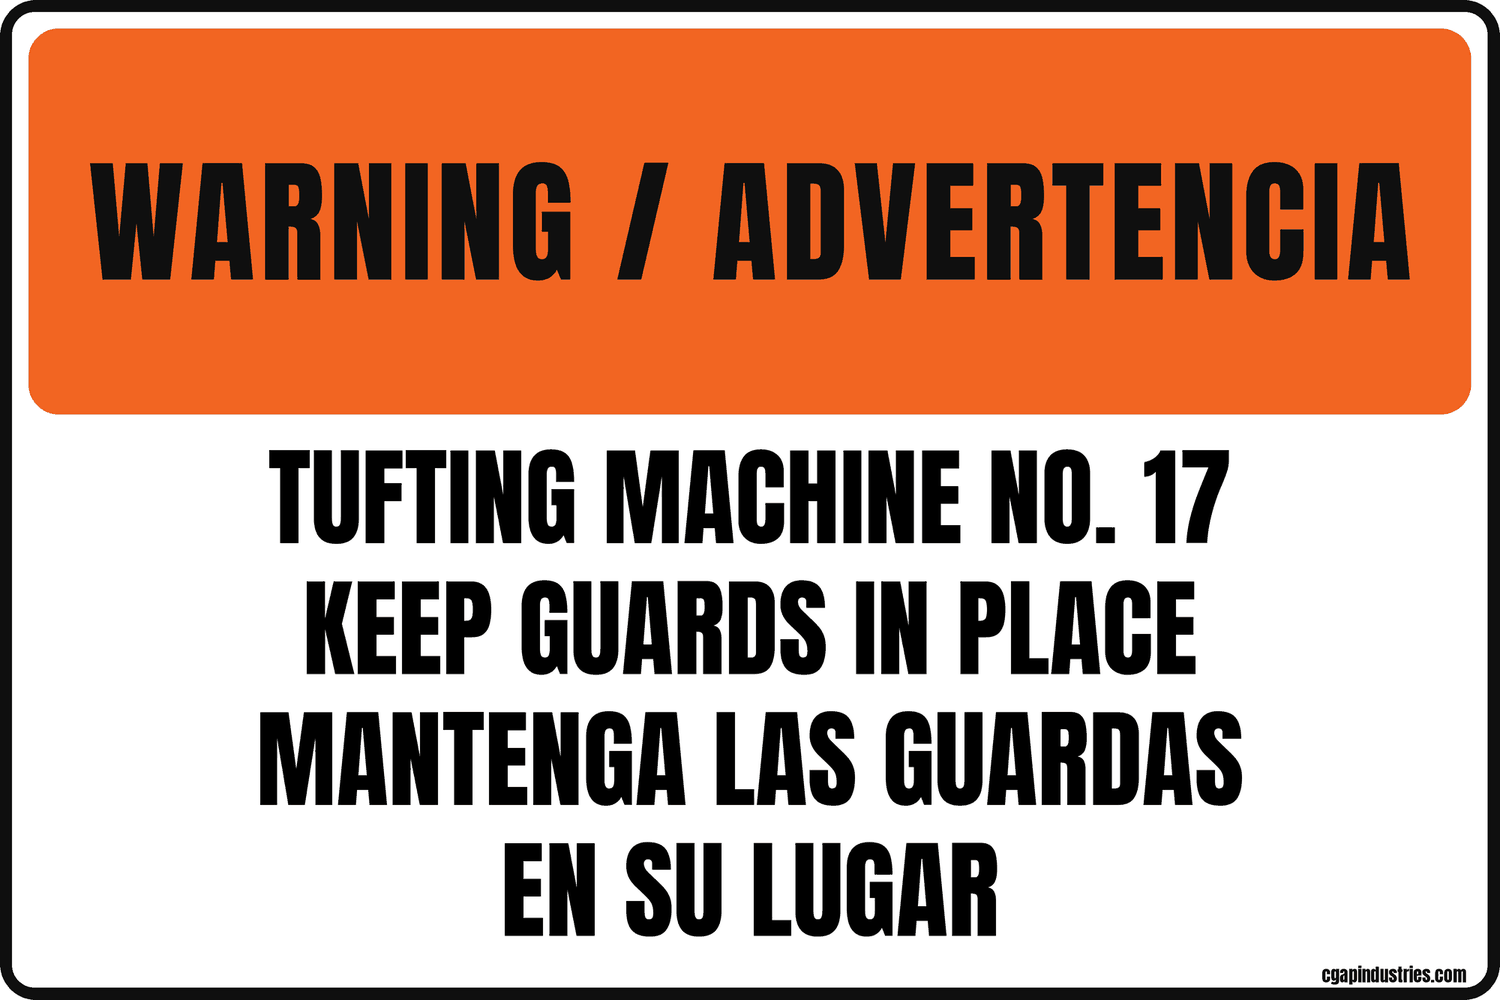 WARNING / ADVERTENCIA
TUFTING MACHINE NO. 17
KEEP GUARDS IN PLACE
MANTENGA LAS GUARDAS
EN SU LUGAR
cgapindustries.com